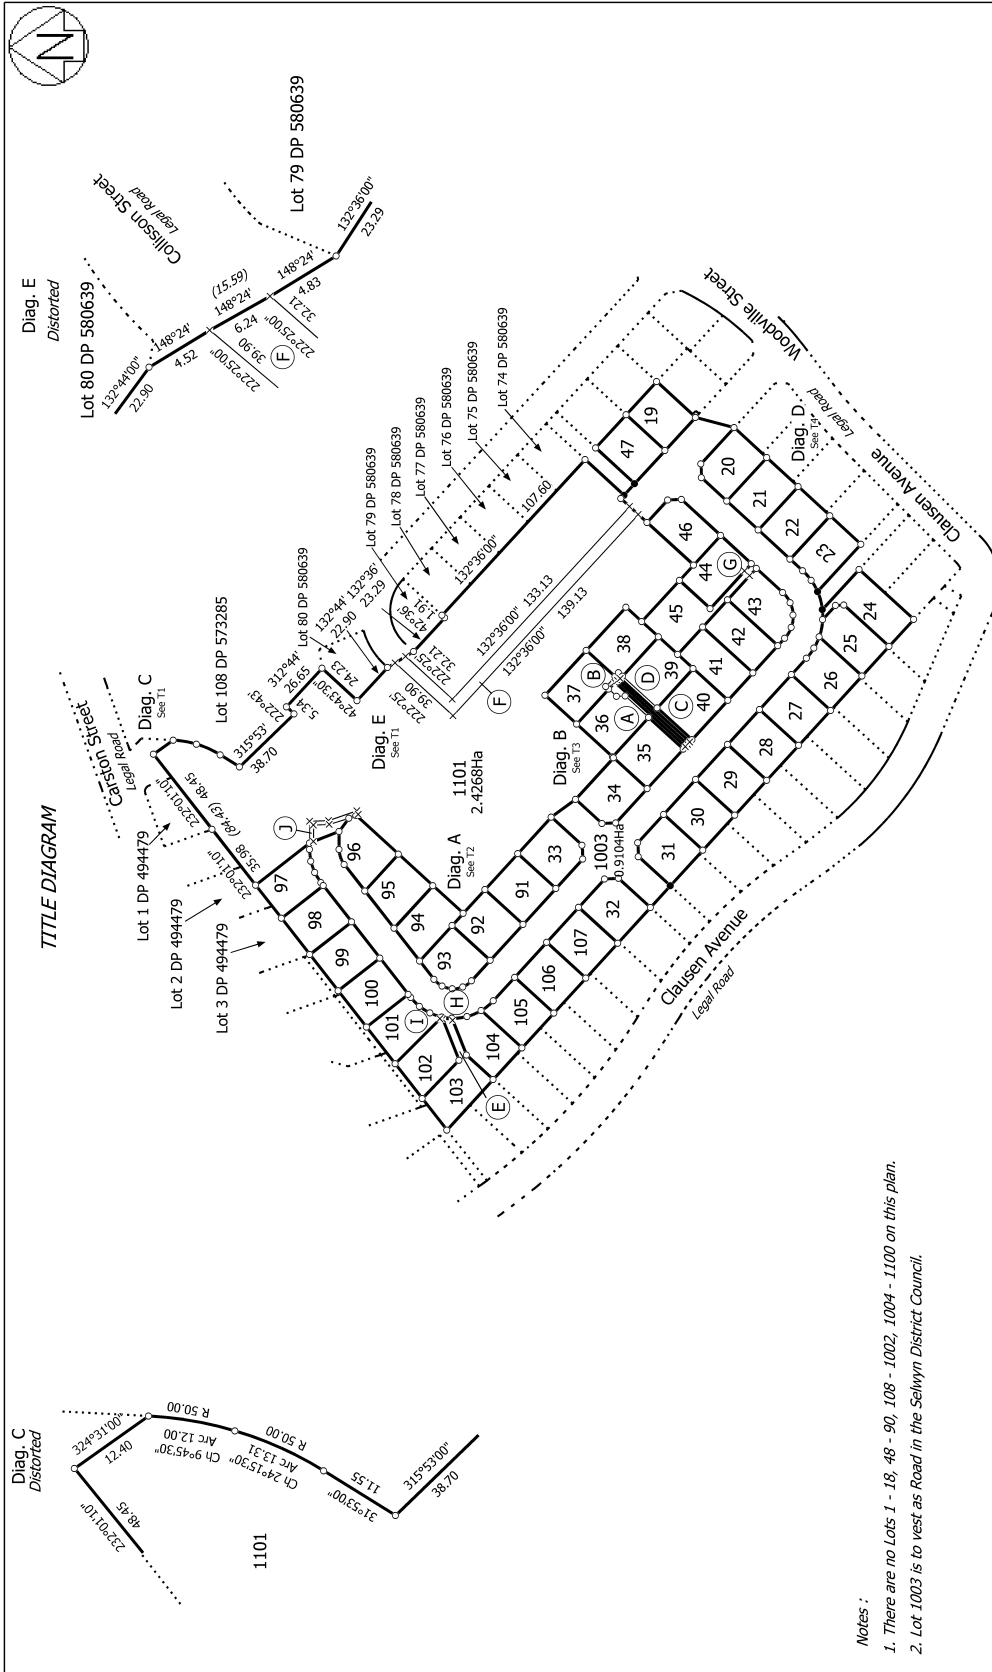 TITLE DIAGRAM
N
Diag. C
Distorted
324°31'00"
12.40
232°01'10"
48.45
R 50.00
Arc 12.00
Ch 9°45'30"
R 50.00
Arc 13.31
Ch 24°15'30"
31°53'00"
11.55
315°53'00"
38.70
1101
Diag. E
Distorted
Lot 80 DP 580639
Collisson Street
Legal Road
Lot 79 DP 580639
132°44'00"
22.90
148°24'
4.52
(15.59)
148°24'
6.24
148°24'
4.83
132°36'00"
23.29
222°25'00"
39.90
F
222°25'00"
32.21
Carston Street
Legal Road
Diag. C
See T1
Lot 108 DP 573285
Lot 1 DP 494479
Lot 2 DP 494479
Lot 3 DP 494479
232°01'10"
48.45
(84.43)
232°01'10"
35.98
315°53'
38.70
222°43'
5.34
312°44'
26.65
42°43'30"
24.23
Lot 80 DP 580639
132°44'
22.90
132°36'
23.29
Lot 79 DP 580639
Lot 78 DP 580639
Lot 77 DP 580639
Lot 76 DP 580639
Lot 75 DP 580639
Lot 74 DP 580639
42°36'
1.91
132°36'00"
107.60
222°25'
32.21
222°25'
39.90
132°36'00"
133.13
132°36'00"
139.13
F
Diag. E
See T1
1101
2.4268Ha
Diag. A
See T2
Diag. B
See T3
Diag. D
See T4
Woodville Street
Legal Road
Clausen Avenue
Clausen Avenue
Legal Road
1003
0.9104Ha
19
20
21
22
23
24
25
26
27
28
29
30
31
32
33
34
35
36
37
38
39
40
41
42
43
44
45
46
47
91
92
93
94
95
96
97
98
99
100
101
102
103
104
105
106
107
A
B
C
D
E
G
H
I
J
Notes :
1. There are no Lots 1 - 18, 48 - 90, 108 - 1002, 1004 - 1100 on this plan.
2. Lot 1003 is to vest as Road in the Selwyn District Council.